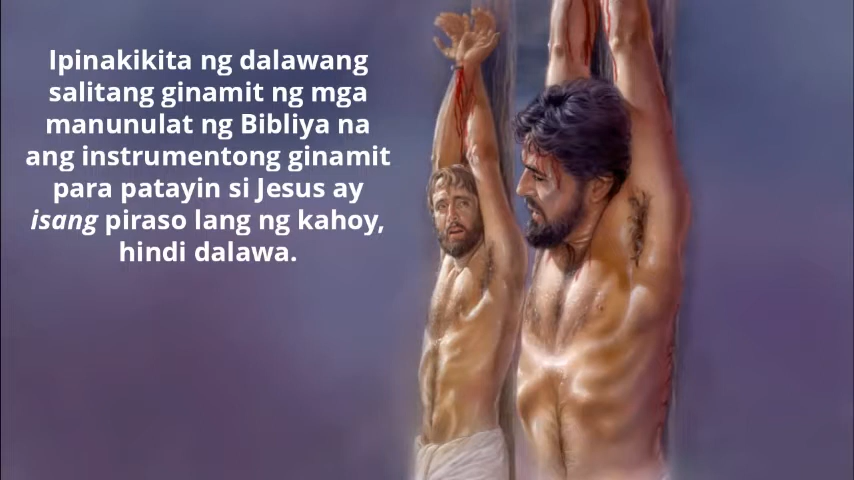 Ipinakikita ng dalawang
salitang ginamit ng mga
manunulat ng Bibliya na
ang instrumentong ginamit
para patayin si Jesus ay
isang piraso lang ng kahoy,
hindi dalawa.